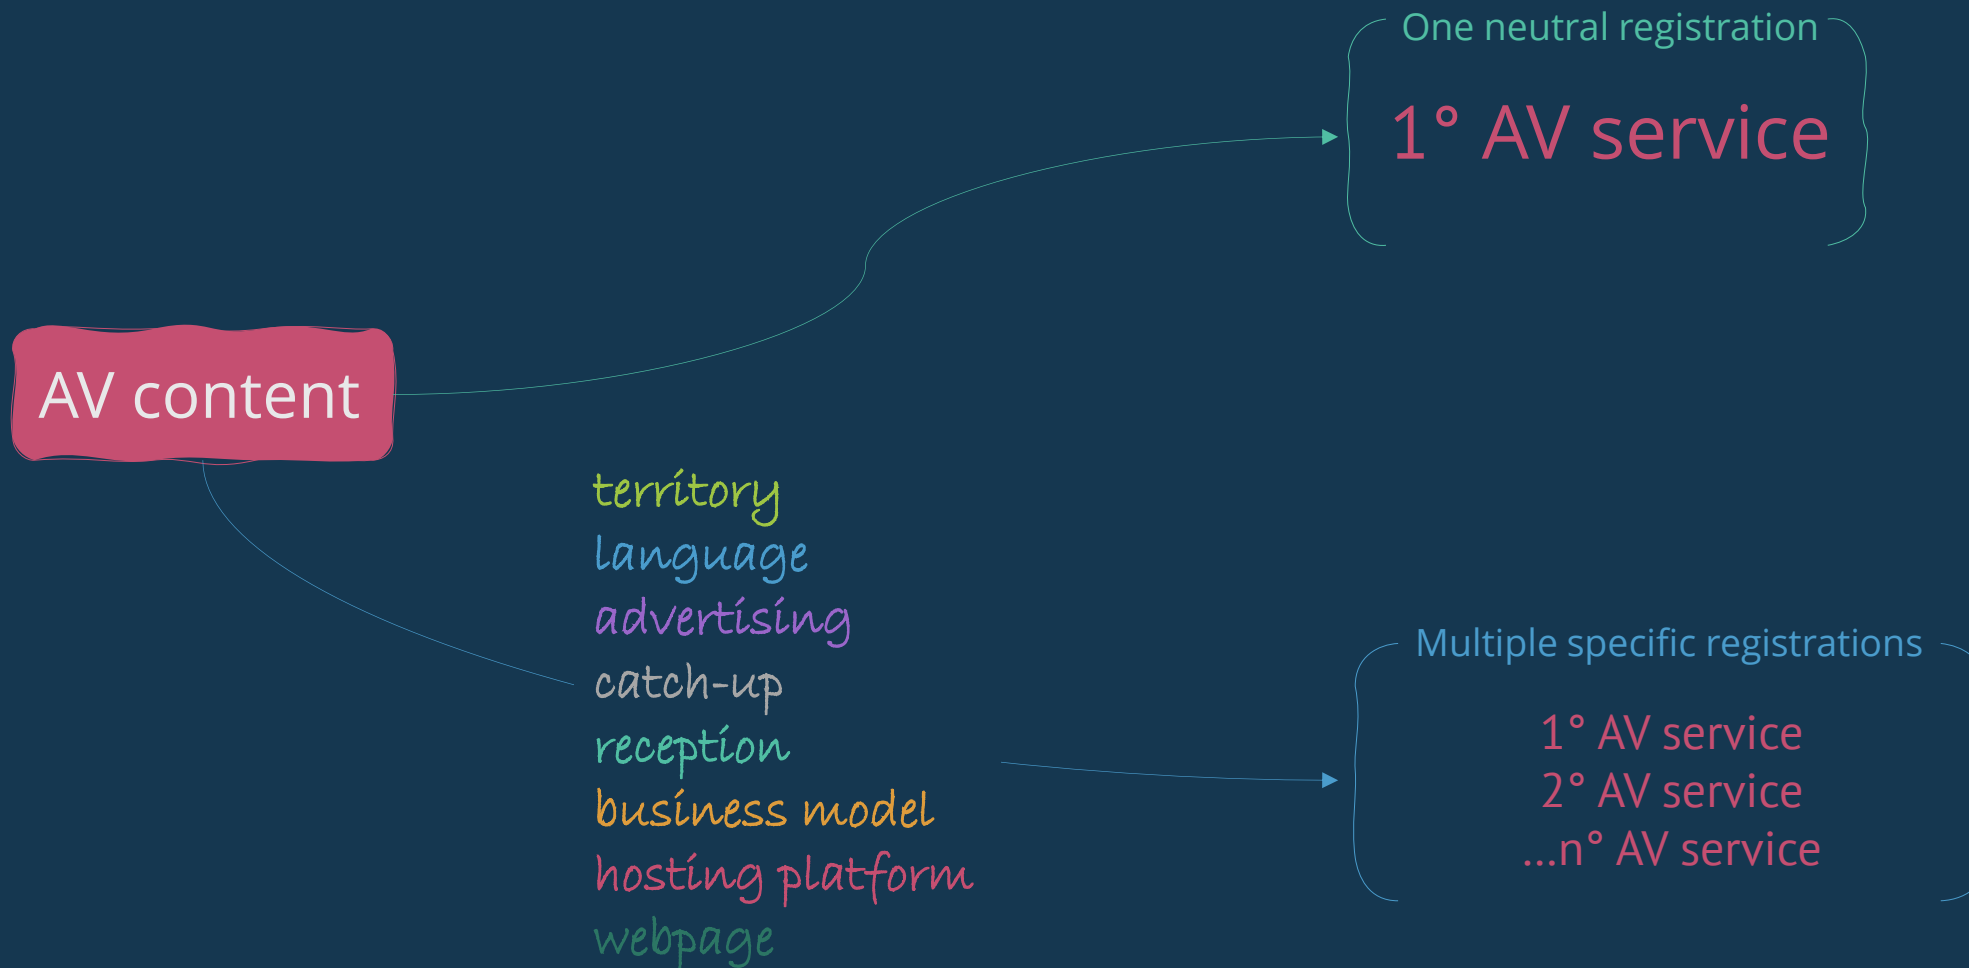 One neutral registration
1° AV service
AV content
territory
language
advertising
catch-up
reception
business model
hosting platform
webpage
Multiple specific registrations
1° AV service
2° AV service
...n° AV service